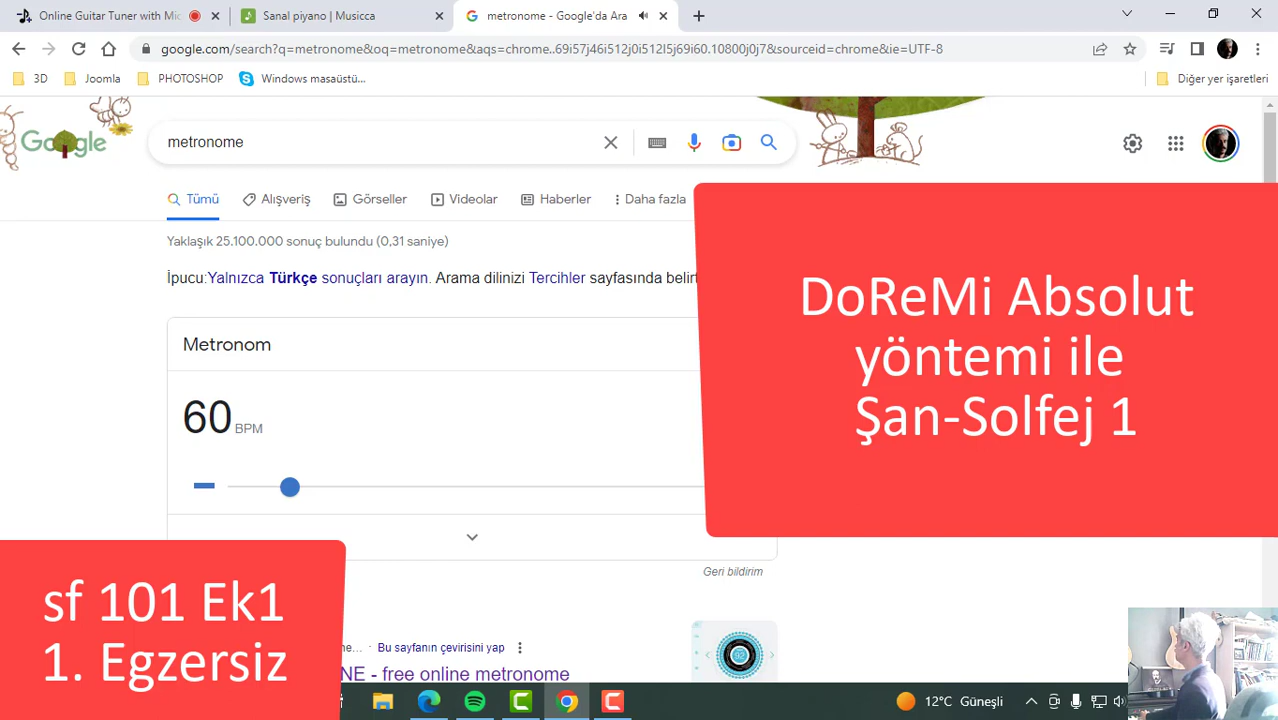 Online Guitar Tuner With Mic
Sanal piyano | Musicca
metronome - Google'da Ara
google.com/search?q=metronome&oq=metronome&aqs=chrome..69i57j46i512j0i512l5j69i60.10800j0j7&sourceid=chrome&ie=UTF-8
3D
Joomla
PHOTOSHOP
Windows masaüstü...
Diğer yer işaretleri
Google
metronome
Tümü
Alışveriş
Görseller
Videolar
Haberler
Daha fazla
Yaklaşık 25.100.000 sonuç bulundu (0,31 saniye)
İpucu:Yalnızca Türkçe sonuçları arayın. Arama dilinizi Tercihler sayfasında belirt
DoReMi Absolut
yöntemi ile
Şan-Solfej 1
Metronom
60 BPM
Geri bildirim
sf 101 Ek1
1. Egzersiz
Bu sayfanın çevirisini yap
NE - free online metronome
12°C Güneşli